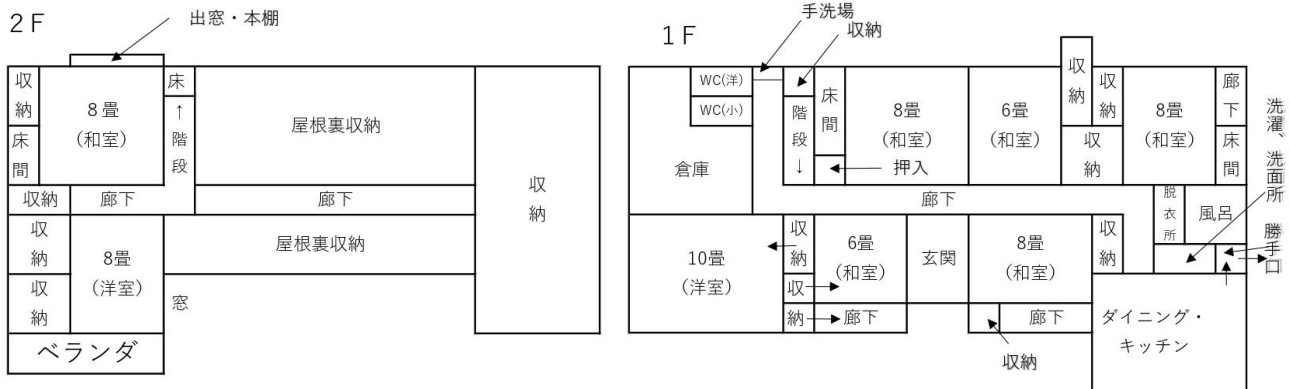 2F
出窓・本棚
収納
床間
8畳
(和室)
床
↑階段
屋根裏収納
収納
収納
廊下
廊下
収納
8畳
(洋室)
屋根裏収納
収納
窓
ベランダ
1F
手洗場
収納
WC(洋)
WC(小)
倉庫
階段↓
床間
押入
8畳
(和室)
6畳
(和室)
収納
収納
収納
8畳
(和室)
廊下
床間
洗濯、洗面所
廊下
脱衣所
風呂
勝手口
10畳
(洋室)
収納
収納
6畳
(和室)
廊下
玄関
8畳
(和室)
収納
廊下
収納
ダイニング・
キッチン